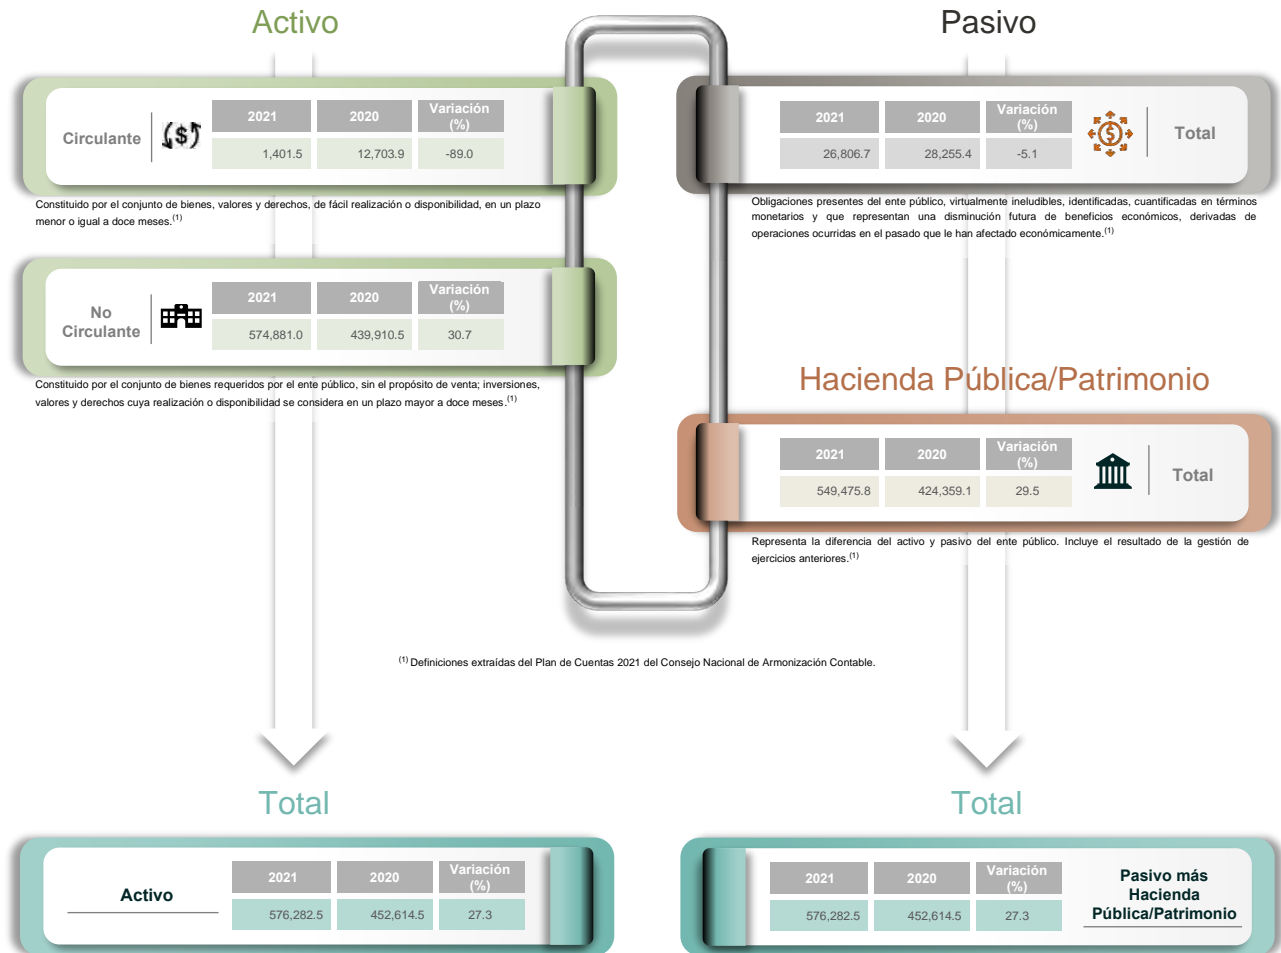 Activo
Circulante
2021 2020 Variación (%)
1,401.5 12,703.9 -89.0
Constituido por el conjunto de bienes, valores y derechos, de fácil realización o disponibilidad, en un plazo
menor o igual a doce meses.(1)
No
Circulante
2021 2020 Variación (%)
574,881.0 439,910.5 30.7
Constituido por el conjunto de bienes requeridos por el ente público, sin el propósito de venta; inversiones,
valores y derechos cuya realización o disponibilidad se considera en un plazo mayor a doce meses.(1)
Pasivo
2021 2020 Variación (%)
26,806.7 28,255.4 -5.1
Total
Obligaciones presentes del ente público, virtualmente ineludibles, identificadas, cuantificadas en términos
monetarios y que representan una disminución futura de beneficios económicos, derivadas de
operaciones ocurridas en el pasado que le han afectado económicamente.(1)
Hacienda Pública/Patrimonio
2021 2020 Variación (%)
549,475.8 424,359.1 29.5
Total
Representa la diferencia del activo y pasivo del ente público. Incluye el resultado de la gestión de
ejercicios anteriores.(1)
(1) Definiciones extraídas del Plan de Cuentas 2021 del Consejo Nacional de Armonización Contable.
Total
Activo
2021 2020 Variación (%)
576,282.5 452,614.5 27.3
Total
2021 2020 Variación (%)
576,282.5 452,614.5 27.3
Pasivo más
Hacienda
Pública/Patrimonio